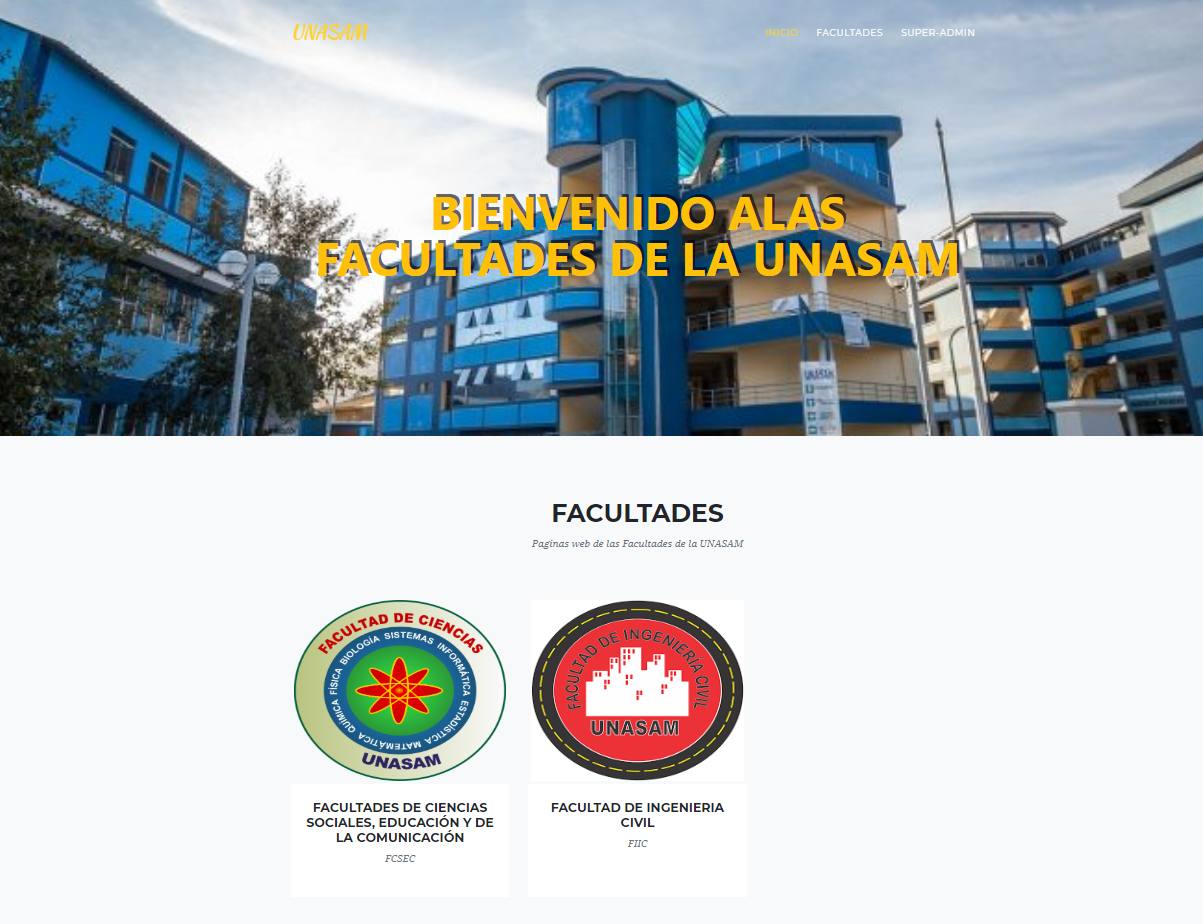 UNASAM
INICIO FACULTADES SUPER-ADMIN
BIENVENIDO ALAS
FACULTADES DE LA UNASAM
UNASAM
FACULTADES
Paginas web de las Facultades de la UNASAM
FACULTAD DE CIENCIAS
FÍSICA BIOLOGÍA SISTEMAS INFORMÁTICA ESTADISTICA MATEMÁTICA QUÍMICA
UNASAM
FACULTAD DE INGENIERIA CIVIL
UNASAM
FACULTADES DE CIENCIAS
SOCIALES, EDUCACIÓN Y DE
LA COMUNICACIÓN
FCSEC
FACULTAD DE INGENIERIA
CIVIL
FIIC